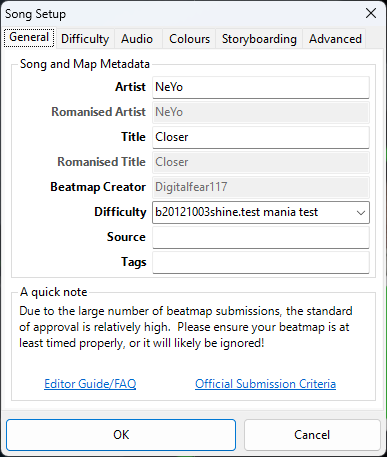 Song Setup
General Difficulty Audio Colours Storyboarding Advanced
Song and Map Metadata
Artist NeYo
Romanised Artist NeYo
Title Closer
Romanised Title Closer
Beatmap Creator Digitalfear117
Difficulty b20121003shine.test mania test
Source
Tags
A quick note
Due to the large number of beatmap submissions, the standard
of approval is relatively high. Please ensure your beatmap is at
least timed properly, or it will likely be ignored!
Editor Guide/FAQ Official Submission Criteria
OK Cancel